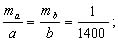 m_a/a = m_b/b = 1/1400 ;